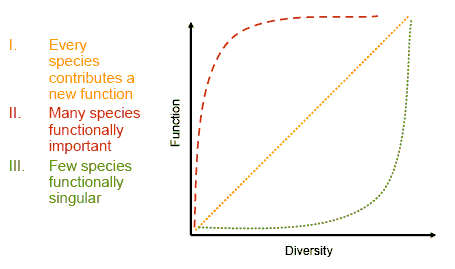 I. Every
species
contributes a
new function
II. Many species
functionally
important
III. Few species
functionally
singular
Function
Diversity